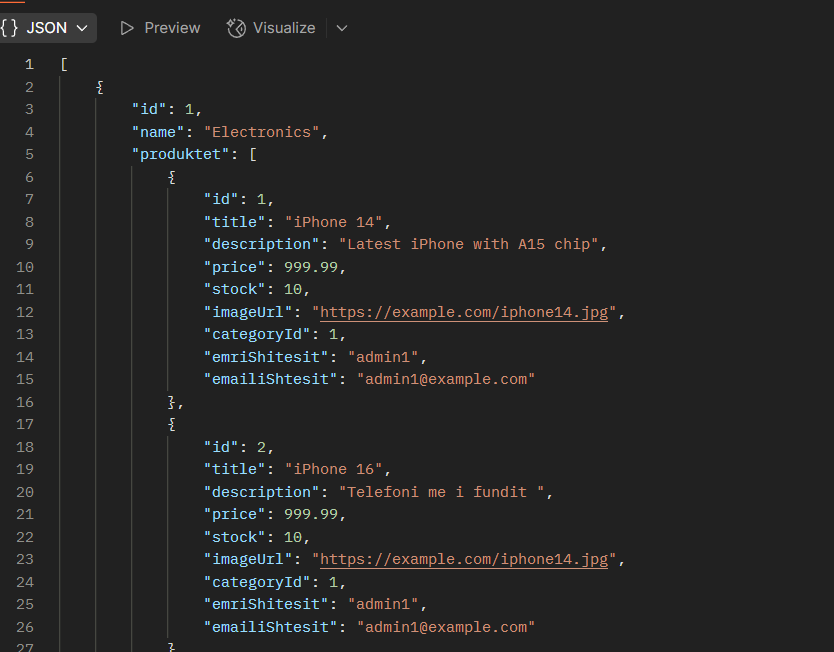 {} JSON Preview Visualize
1 [
2 {
3 "id": 1,
4 "name": "Electronics",
5 "produktet": [
6 {
7 "id": 1,
8 "title": "iPhone 14",
9 "description": "Latest iPhone with A15 chip",
10 "price": 999.99,
11 "stock": 10,
12 "imageUrl": "https://example.com/iphone14.jpg",
13 "categoryId": 1,
14 "emriShitesit": "admin1",
15 "emailiShtesit": "admin1@example.com"
16 },
17 {
18 "id": 2,
19 "title": "iPhone 16",
20 "description": "Telefoni me i fundit ",
21 "price": 999.99,
22 "stock": 10,
23 "imageUrl": "https://example.com/iphone14.jpg",
24 "categoryId": 1,
25 "emriShitesit": "admin1",
26 "emailiShtesit": "admin1@example.com"
27 }